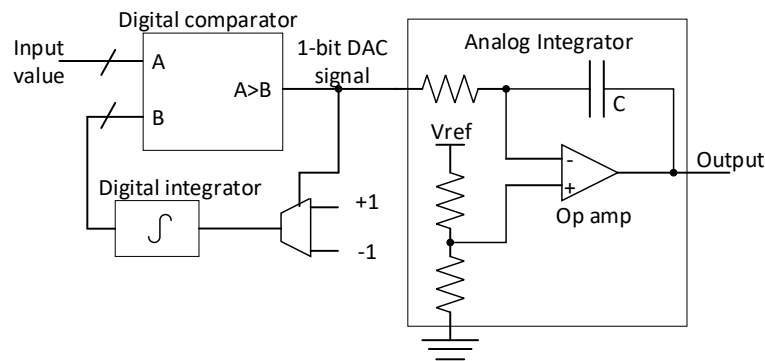 Digital comparator
Input
value
A
B
A>B
1-bit DAC
signal
Digital integrator
∫
+1
-1
Analog Integrator
C
Vref
-
+
Op amp
Output